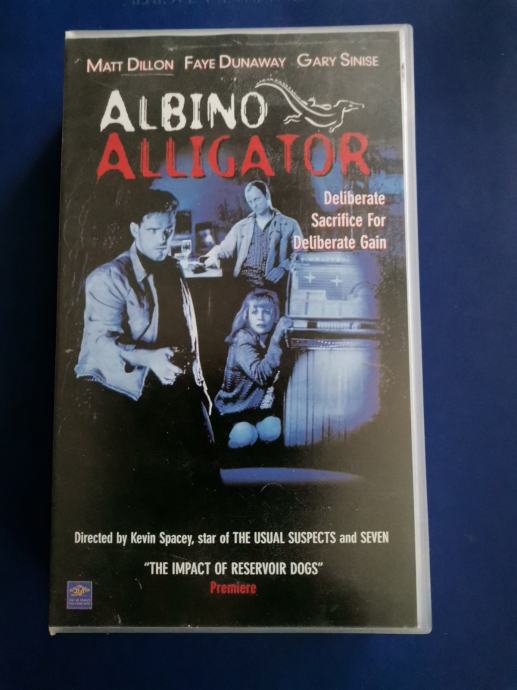 MATT DILLON FAYE DUNAWAY GARY SINISE
ALBINO
ALLIGATOR
Deliberate
Sacrifice For
Deliberate Gain
Directed by Kevin Spacey, star of THE USUAL SUSPECTS and SEVEN
"THE IMPACT OF RESERVOIR DOGS"
Premiere